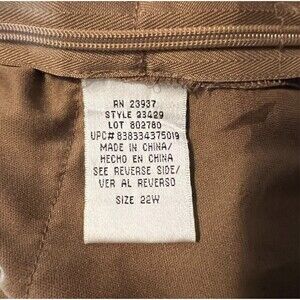 RN 23937
STYLE 23429
LOT 802780
UPC# 838334375019
MADE IN CHINA/
HECHO EN CHINA
SEE REVERSE SIDE/
VER AL REVERSO
SIZE 22W